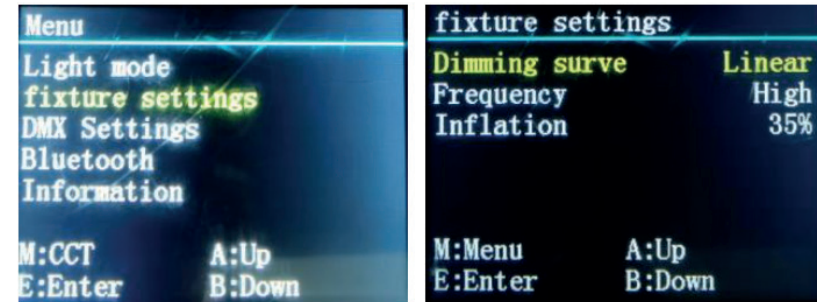 Menu
Light mode
fixture settings
DMX Settings
Bluetooth
Information
M:CCT A:Up
E:Enter B:Down
fixture settings
Dimming surve Linear
Frequency High
Inflation 35%
M:Menu A:Up
E:Enter B:Down